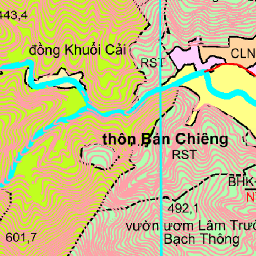 443,4
đồng Khuổi Cải
CLN
RST
thôn Bản Chiêng
RST
BHK
492,1
vườn ươm Lâm Trườ
Bạch Thông
601,7